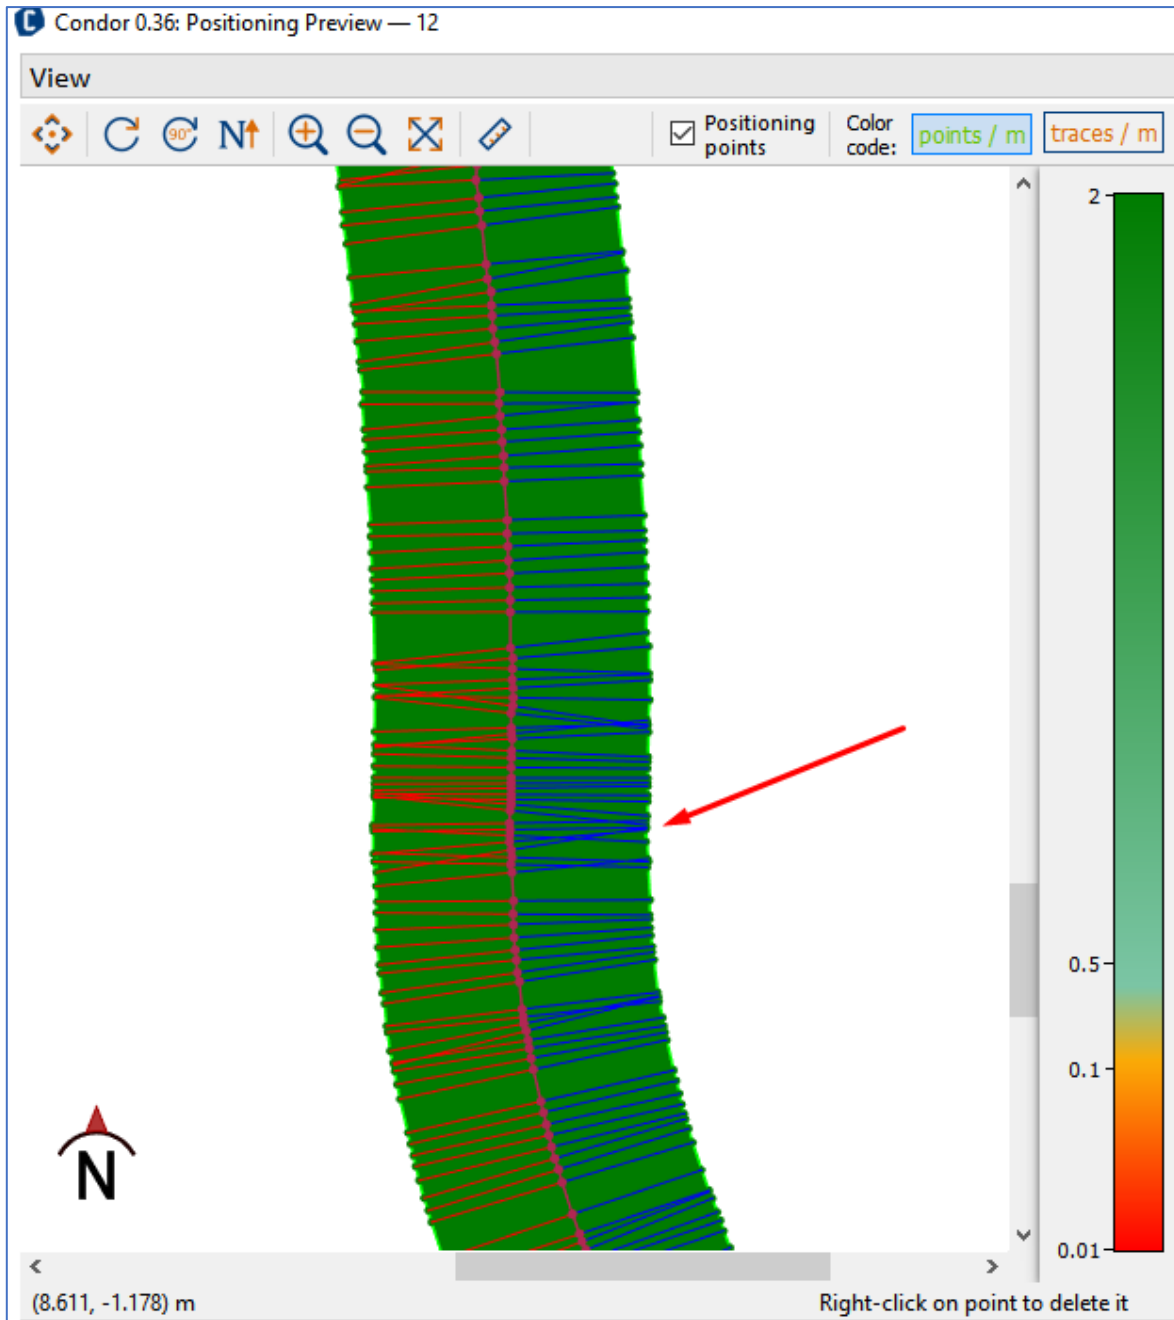 Condor 0.36: Positioning Preview — 12
View
90°
N
Positioning
points
Color
code:
points / m
traces / m
2
0.5
0.1
0.01
N
(8.611, -1.178) m
Right-click on point to delete it